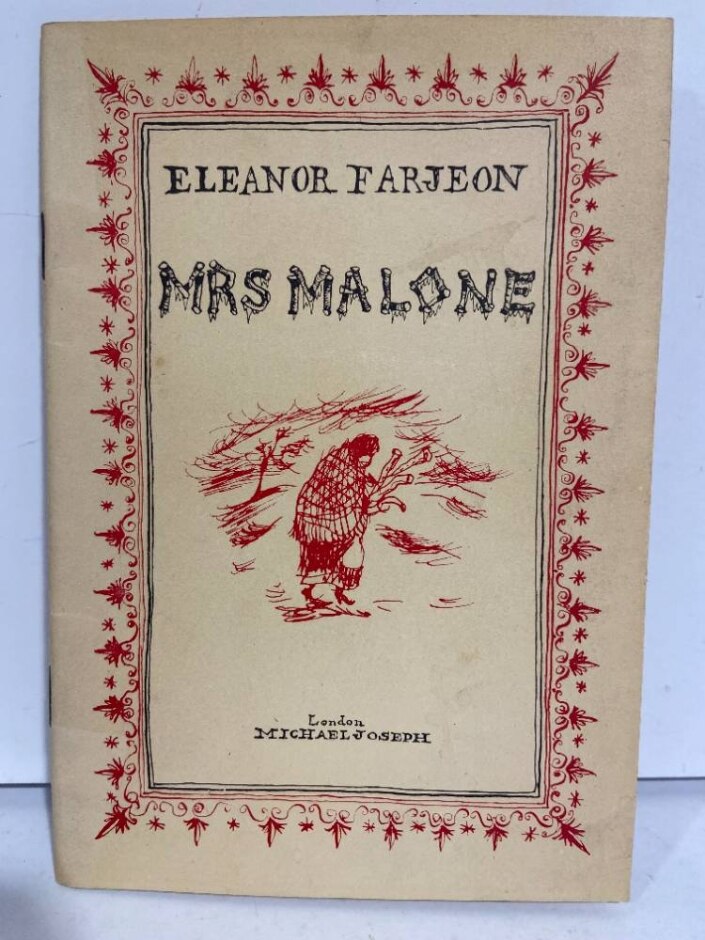 ELEANOR FARJEON
MRS MALONE
London
MICHAEL JOSEPH